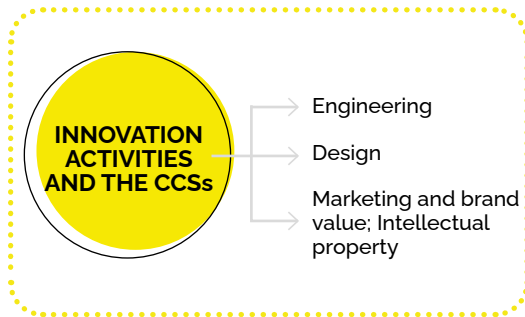 INNOVATION
ACTIVITIES
AND THE CCSs
Engineering
Design
Marketing and brand
value; Intellectual
property